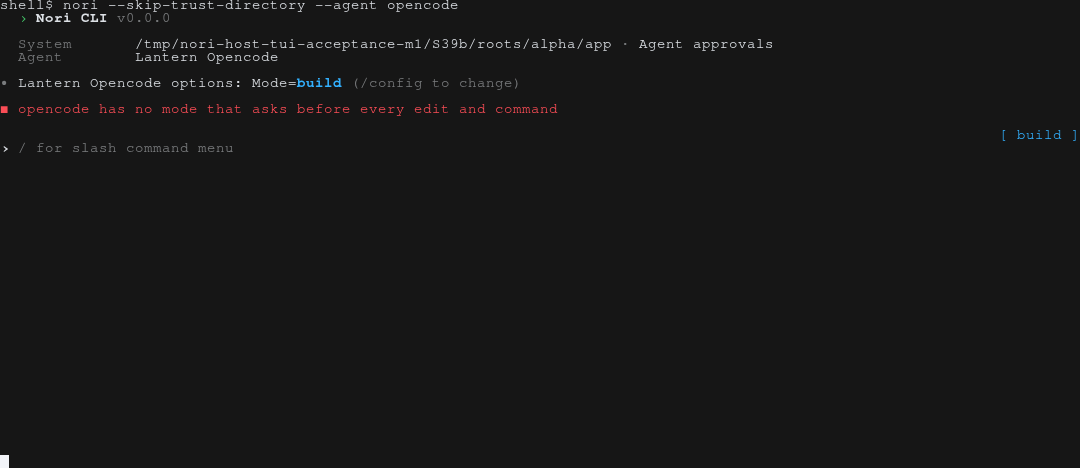 shell$ nori --skip-trust-directory --agent opencode
› Nori CLI v0.0.0
System /tmp/nori-host-tui-acceptance-m1/S39b/roots/alpha/app · Agent approvals
Agent Lantern Opencode
• Lantern Opencode options: Mode=build (/config to change)
■ opencode has no mode that asks before every edit and command
[ build ]
› / for slash command menu